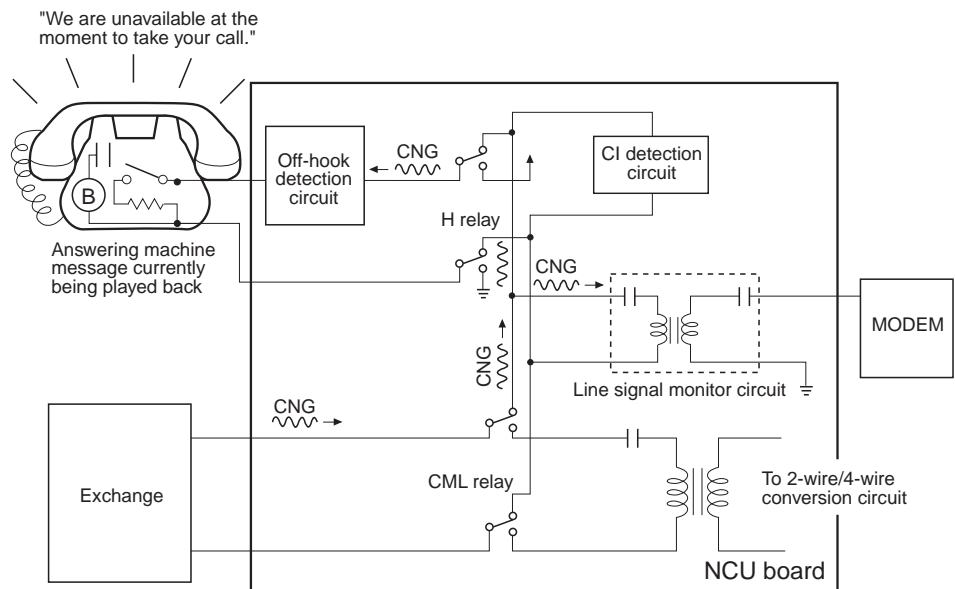 "We are unavailable at the
moment to take your call."
Off-hook
detection
circuit
CNG
CI detection
circuit
B
H relay
Answering machine
message currently
being played back
CNG
MODEM
CNG
Line signal monitor circuit
CNG
Exchange
CML relay
To 2-wire/4-wire
conversion circuit
NCU board